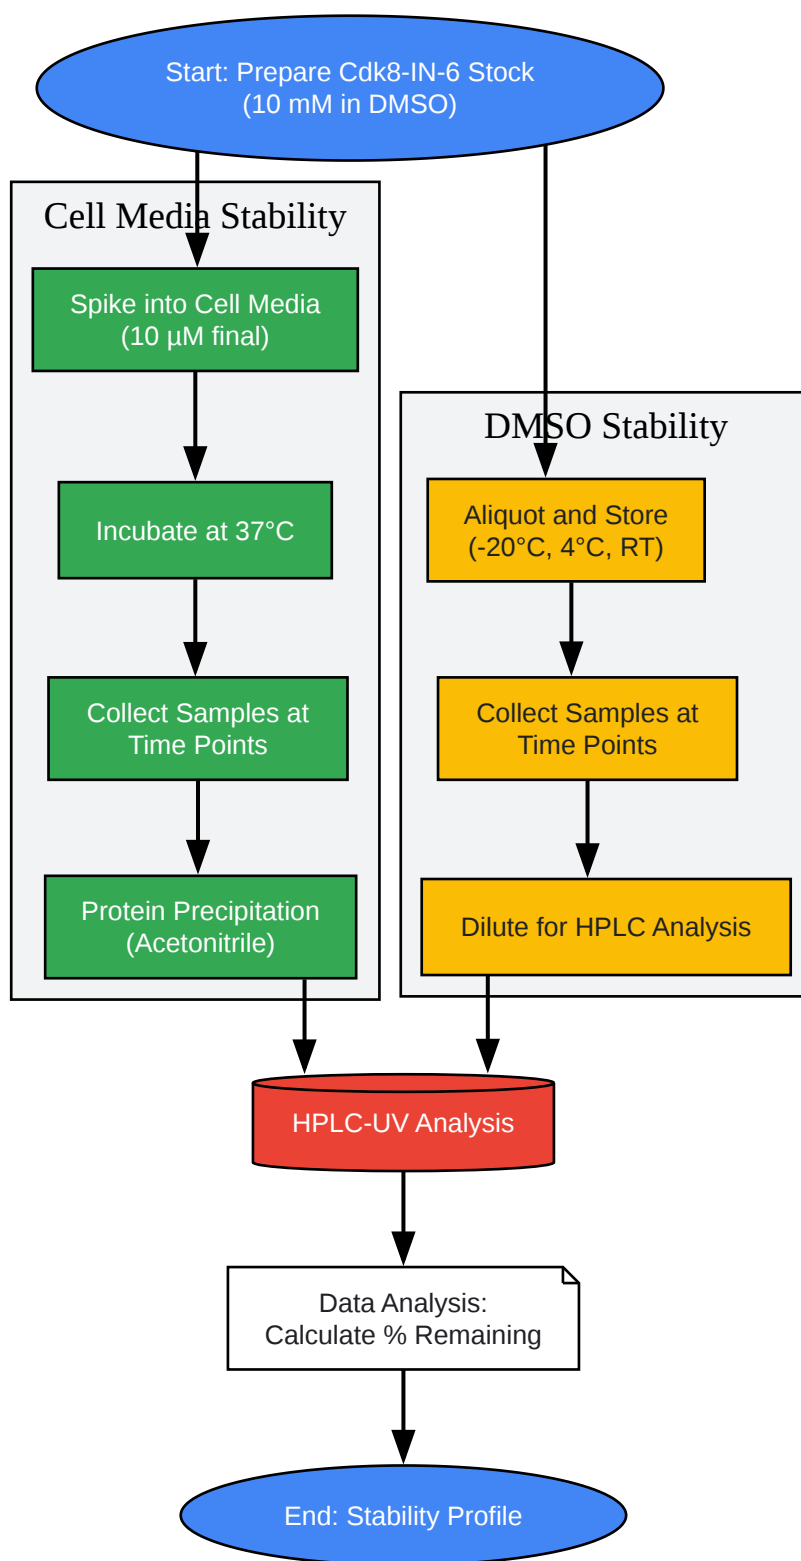 Start: Prepare Cdk8-IN-6 Stock
(10 mM in DMSO)
Cell Media Stability
Spike into Cell Media
(10 µM final)
Incubate at 37°C
Collect Samples at
Time Points
Protein Precipitation
(Acetonitrile)
DMSO Stability
Aliquot and Store
(-20°C, 4°C, RT)
Collect Samples at
Time Points
Dilute for HPLC Analysis
HPLC-UV Analysis
Data Analysis:
Calculate % Remaining
End: Stability Profile